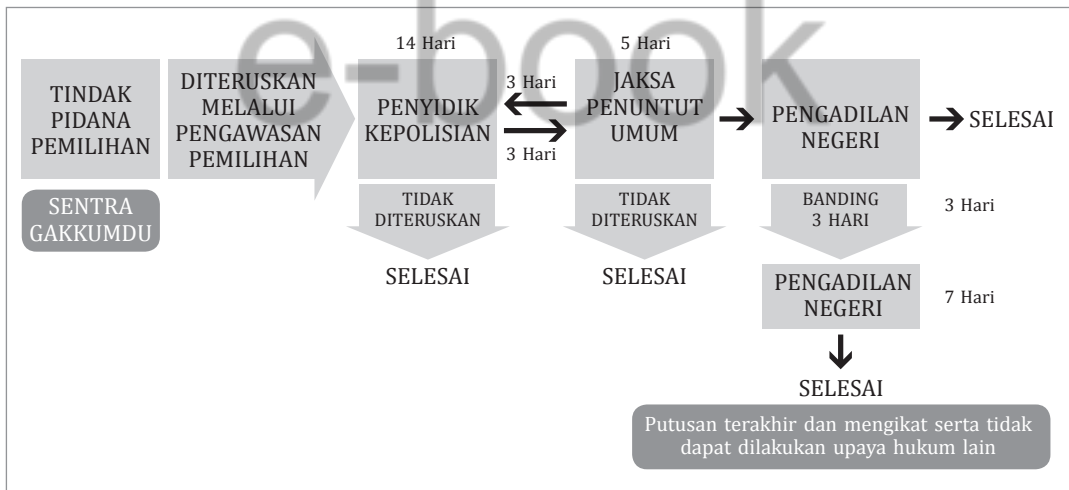 e-book
14 Hari
5 Hari
TINDAK
PIDANA
PEMILIHAN
DITERUSKAN
MELALUI
PENGAWASAN
PEMILIHAN
PENYIDIK
KEPOLISIAN
3 Hari
3 Hari
JAKSA
PENUNTUT
UMUM
PENGADILAN
NEGERI
SELESAI
SENTRA
GAKKUMDU
TIDAK
DITERUSKAN
SELESAI
TIDAK
DITERUSKAN
SELESAI
BANDING
3 HARI
3 Hari
PENGADILAN
NEGERI
7 Hari
SELESAI
Putusan terakhir dan mengikat serta tidak
dapat dilakukan upaya hukum lain